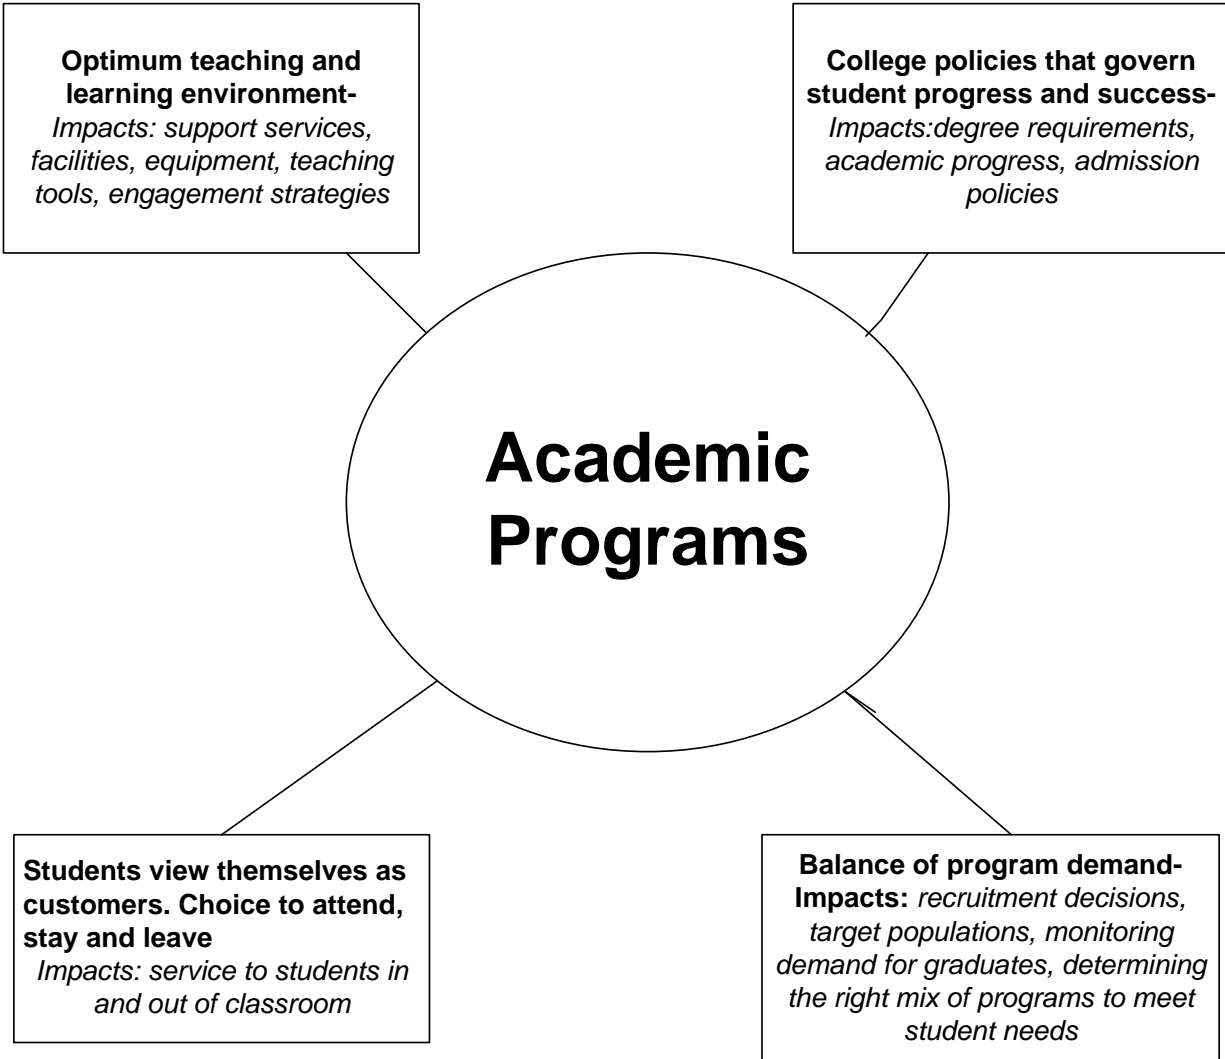 Optimum teaching and
learning environment-
Impacts: support services,
facilities, equipment, teaching
tools, engagement strategies
College policies that govern
student progress and success-
Impacts:degree requirements,
academic progress, admission
policies
Academic
Programs
Students view themselves as
customers. Choice to attend,
stay and leave
Impacts: service to students in
and out of classroom
Balance of program demand-
Impacts: recruitment decisions,
target populations, monitoring
demand for graduates, determining
the right mix of programs to meet
student needs